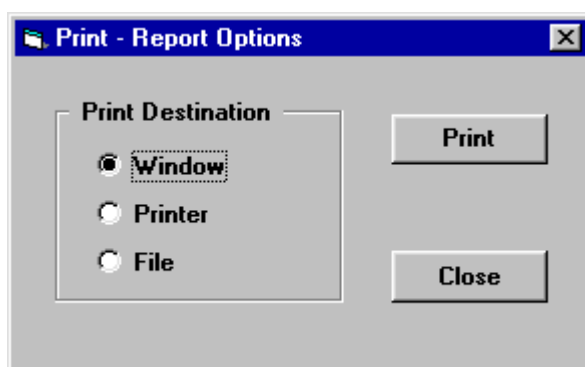 Print - Report Options
Print Destination
Window
Printer
File
Print
Close